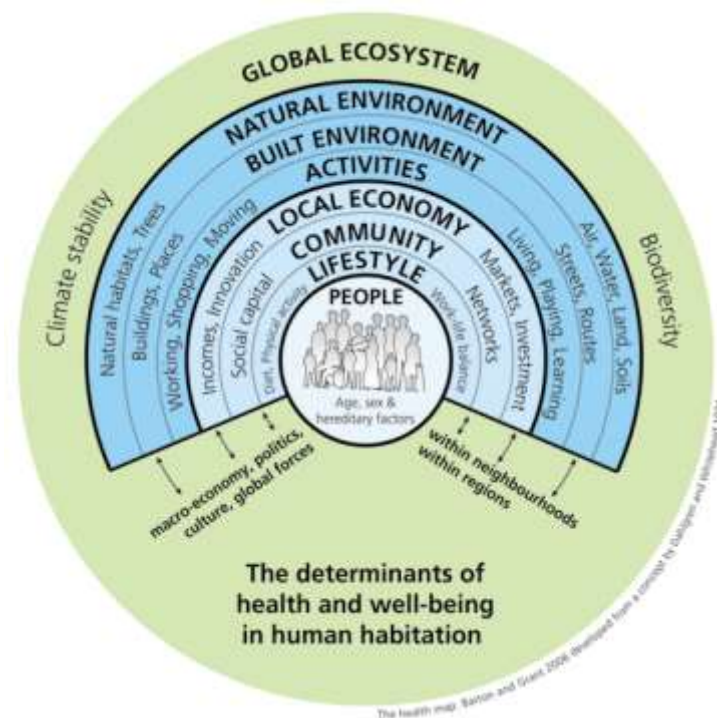 GLOBAL ECOSYSTEM
NATURAL ENVIRONMENT
BUILT ENVIRONMENT
ACTIVITIES
LOCAL ECONOMY
COMMUNITY
LIFESTYLE
PEOPLE
Age, sex &
hereditary factors
Climate stability
Natural habitats, Trees
Buildings, Places
Working, Shopping, Moving
Incomes, Innovation
Social capital
Diet, Physical activity
Work-life balance
Networks
Markets, Investment
Living, Playing, Learning
Streets, Routes
Air, Water, Land, Soils
Biodiversity
macro-economy, politics,
culture, global forces
within neighbourhoods
within regions
The determinants of
health and well-being
in human habitation
The health map. Barton and Grant 2006 developed from a concept by Dahlgren and Whitehead